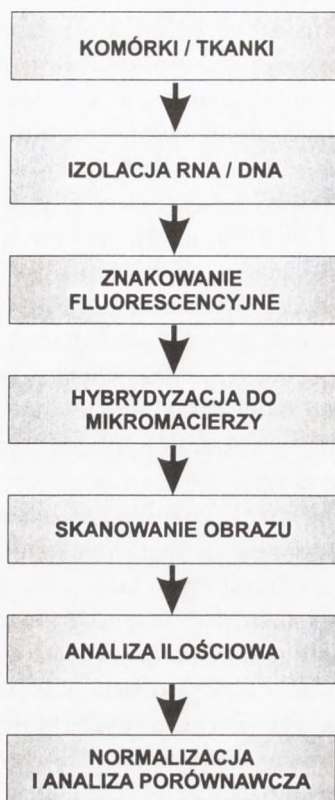 KOMÓRKI / TKANKI
IZOLACJA RNA / DNA
ZNAKOWANIE
FLUORESCENCYJNE
HYBRYDYZACJA DO
MIKROMACIERZY
SKANOWANIE OBRAZU
ANALIZA ILOŚCIOWA
NORMALIZACJA
I ANALIZA PORÓWNAWCZA